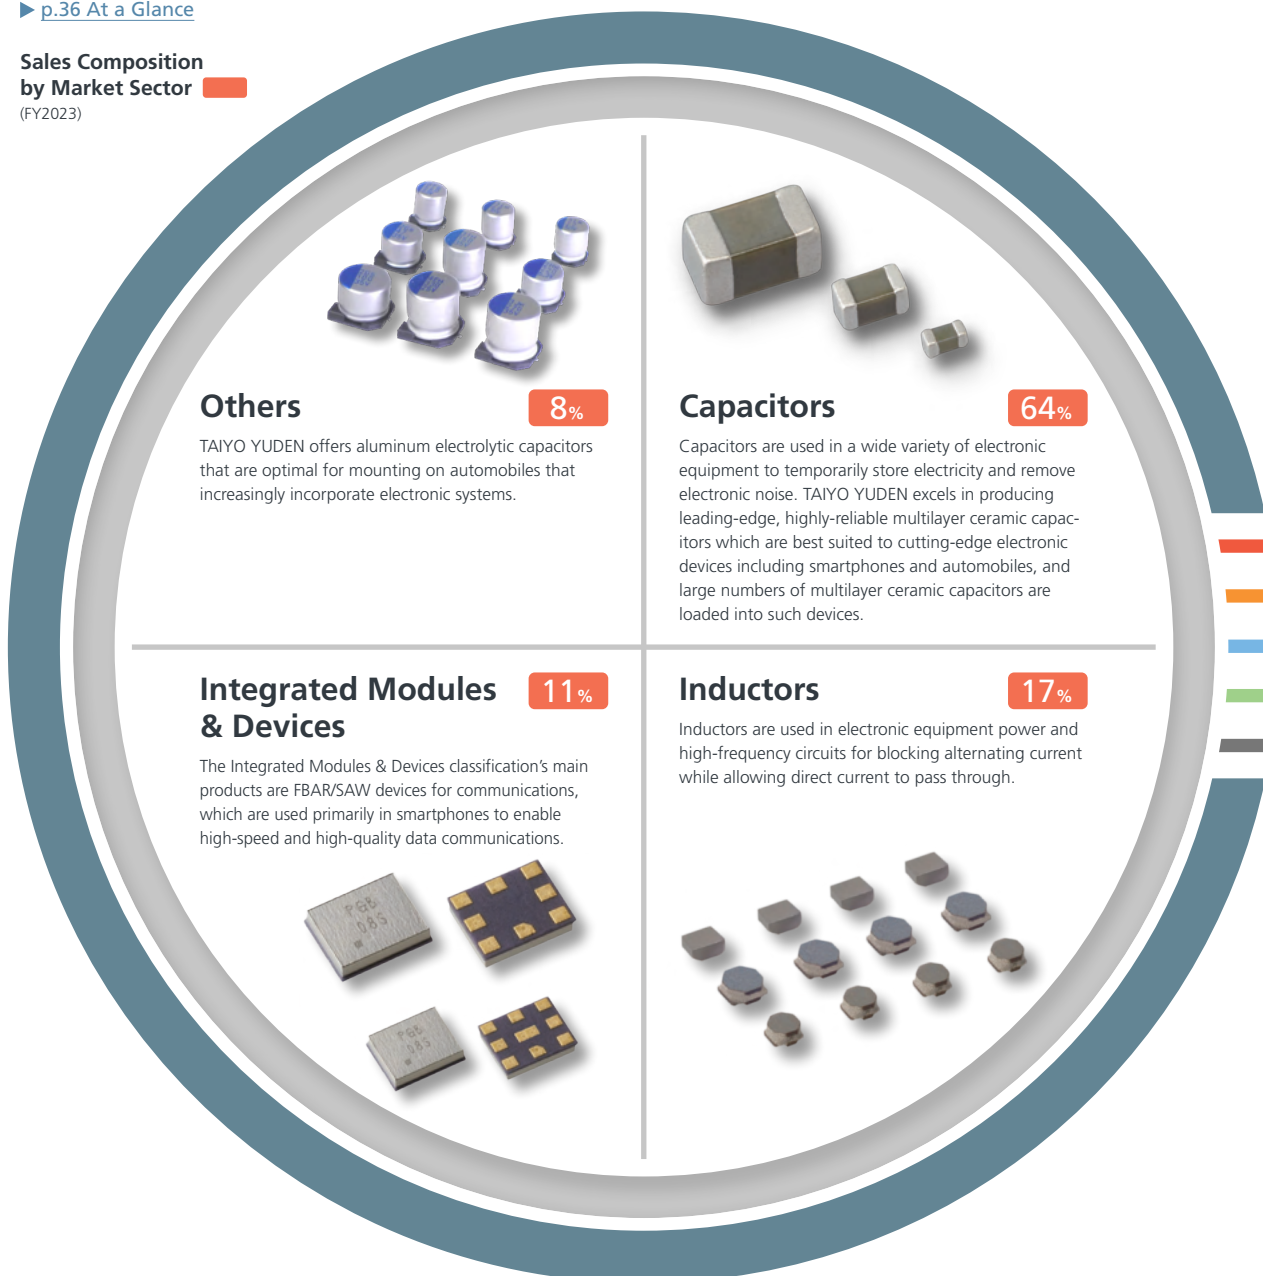 ▶ p.36 At a Glance
Sales Composition
by Market Sector
(FY2023)
Others 8%
TAIYO YUDEN offers aluminum electrolytic capacitors
that are optimal for mounting on automobiles that
increasingly incorporate electronic systems.
Capacitors 64%
Capacitors are used in a wide variety of electronic
equipment to temporarily store electricity and remove
electronic noise. TAIYO YUDEN excels in producing
leading-edge, highly-reliable multilayer ceramic capac-
itors which are best suited to cutting-edge electronic
devices including smartphones and automobiles, and
large numbers of multilayer ceramic capacitors are
loaded into such devices.
Integrated Modules 11%
& Devices
The Integrated Modules & Devices classification's main
products are FBAR/SAW devices for communications,
which are used primarily in smartphones to enable
high-speed and high-quality data communications.
PGB
08S
PGB
08S
Inductors 17%
Inductors are used in electronic equipment power and
high-frequency circuits for blocking alternating current
while allowing direct current to pass through.